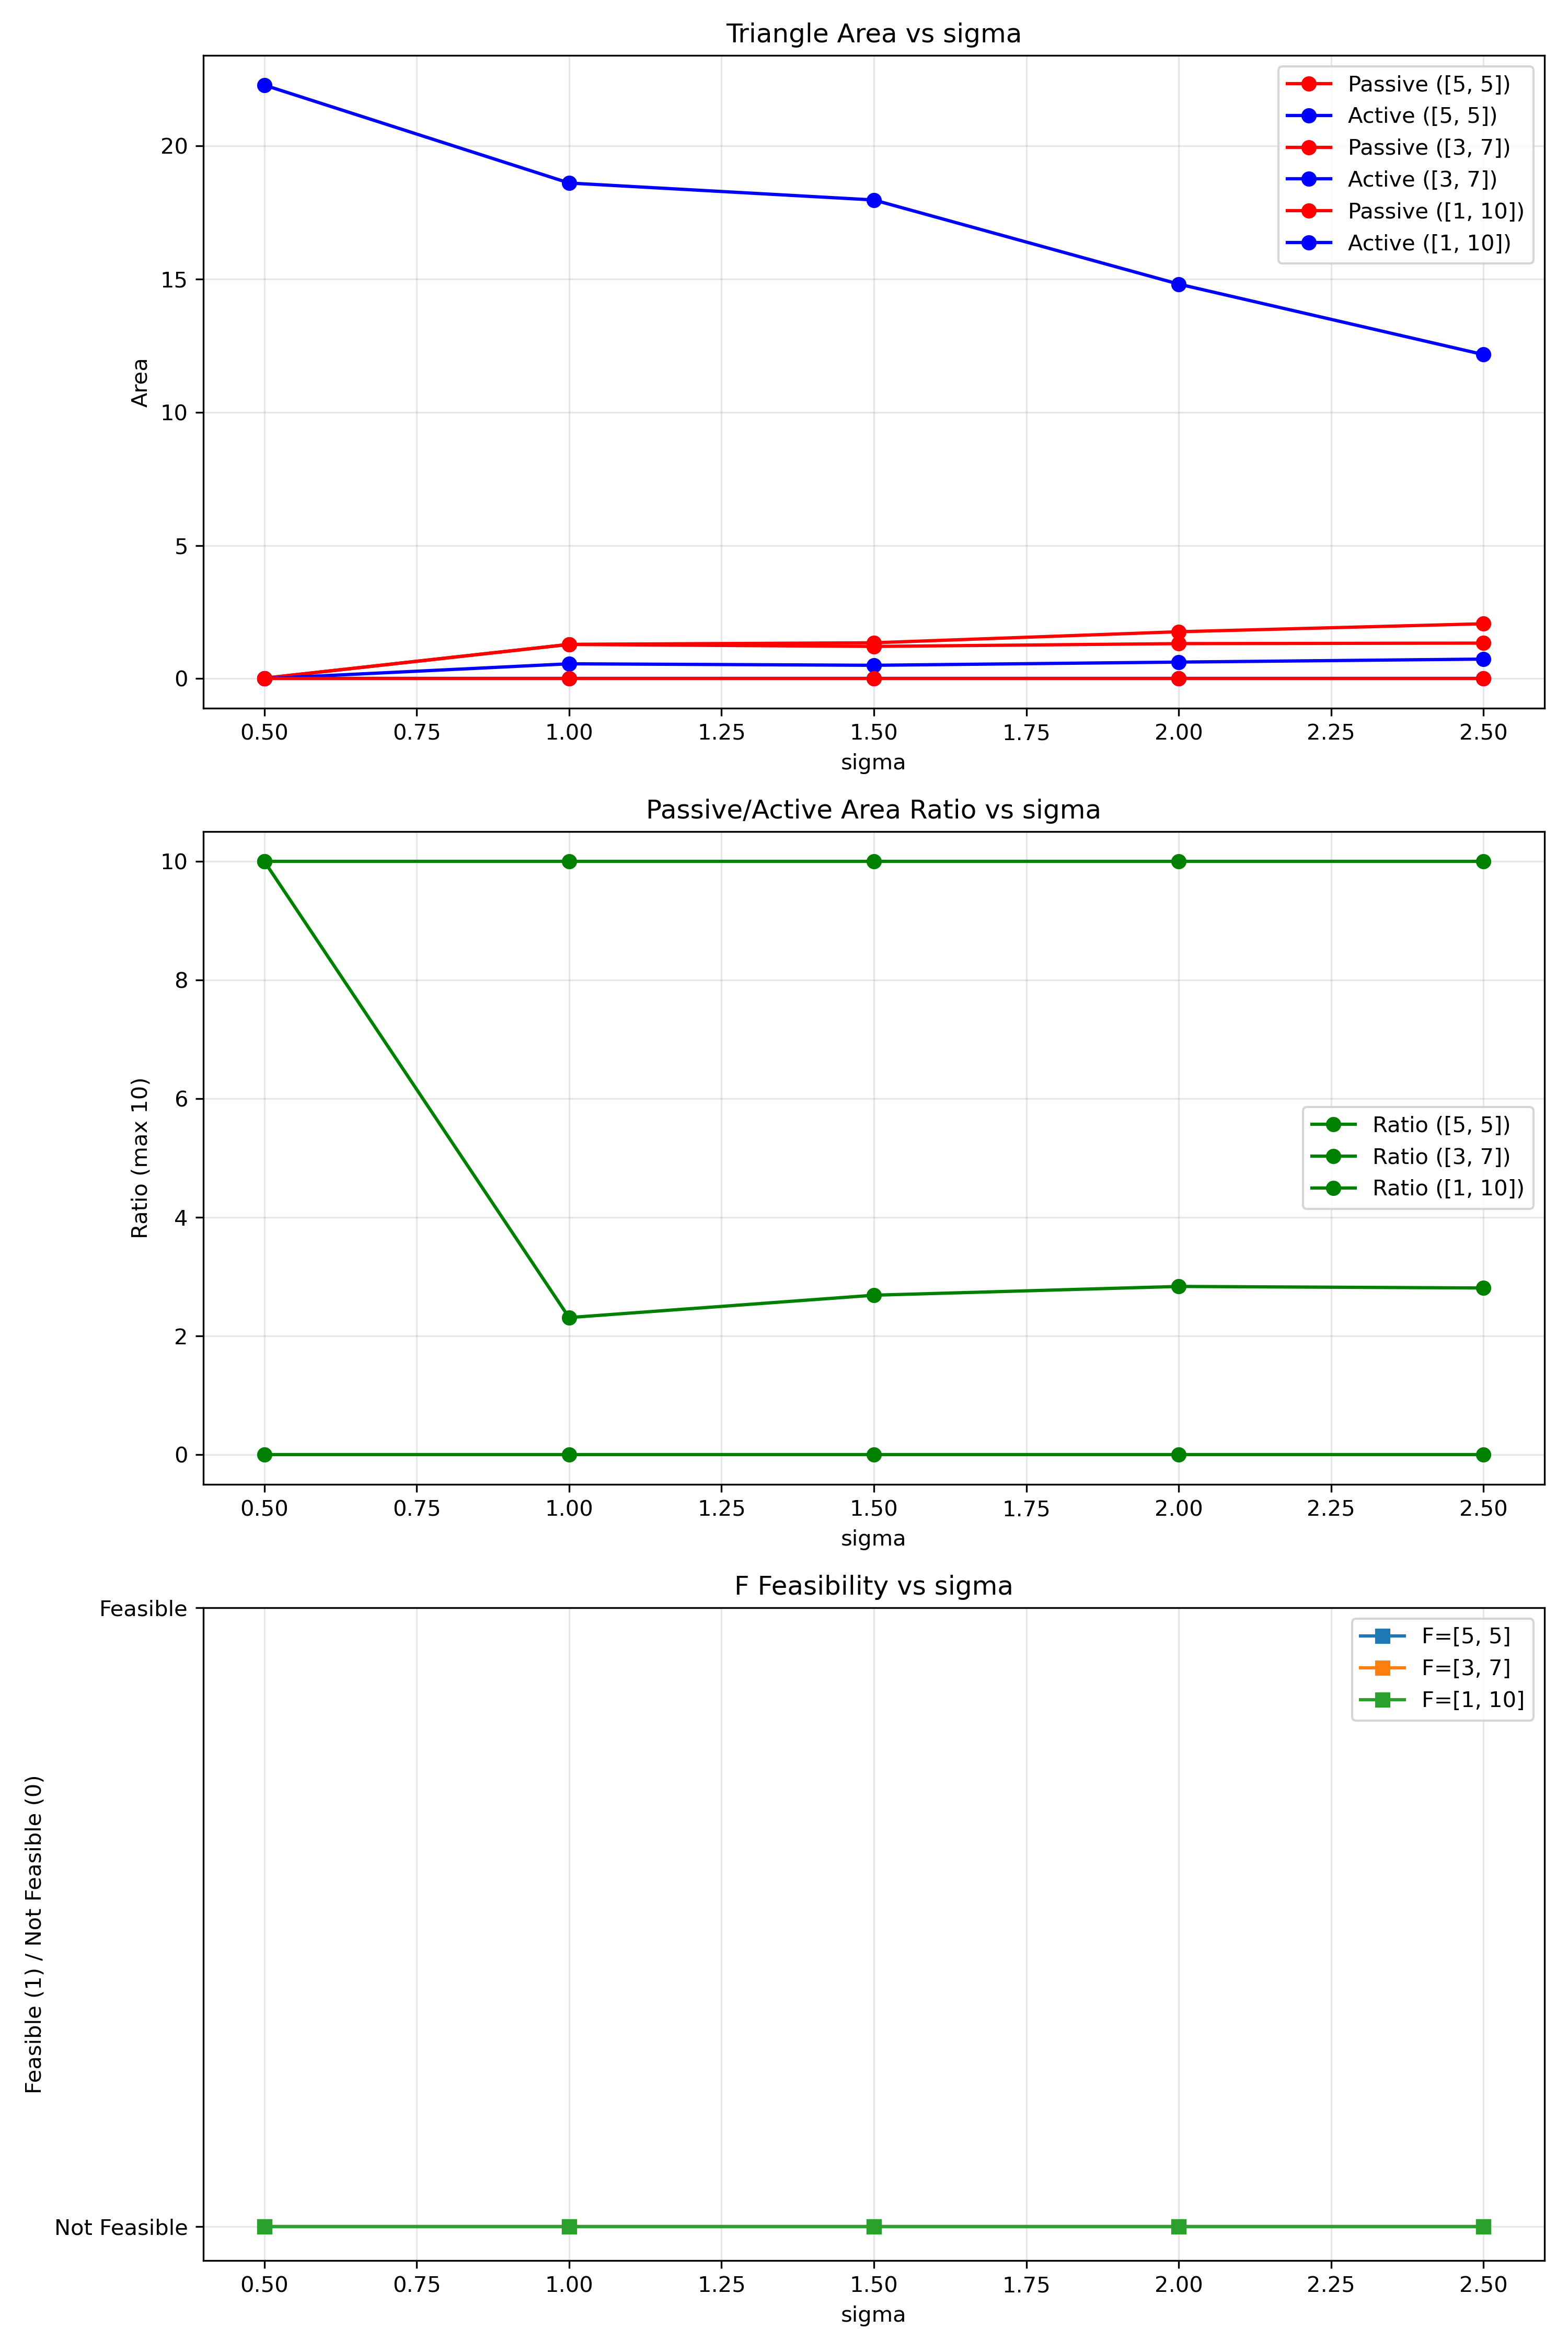 Triangle Area vs sigma
Area
20
15
10
5
0
Passive ([5, 5])
Active ([5, 5])
Passive ([3, 7])
Active ([3, 7])
Passive ([1, 10])
Active ([1, 10])
0.50 0.75 1.00 1.25 1.50 1.75 2.00 2.25 2.50
sigma
Passive/Active Area Ratio vs sigma
Ratio (max 10)
10
8
6
4
2
0
Ratio ([5, 5])
Ratio ([3, 7])
Ratio ([1, 10])
0.50 0.75 1.00 1.25 1.50 1.75 2.00 2.25 2.50
sigma
F Feasibility vs sigma
Feasible (1) / Not Feasible (0)
Feasible
Not Feasible
F=[5, 5]
F=[3, 7]
F=[1, 10]
0.50 0.75 1.00 1.25 1.50 1.75 2.00 2.25 2.50
sigma